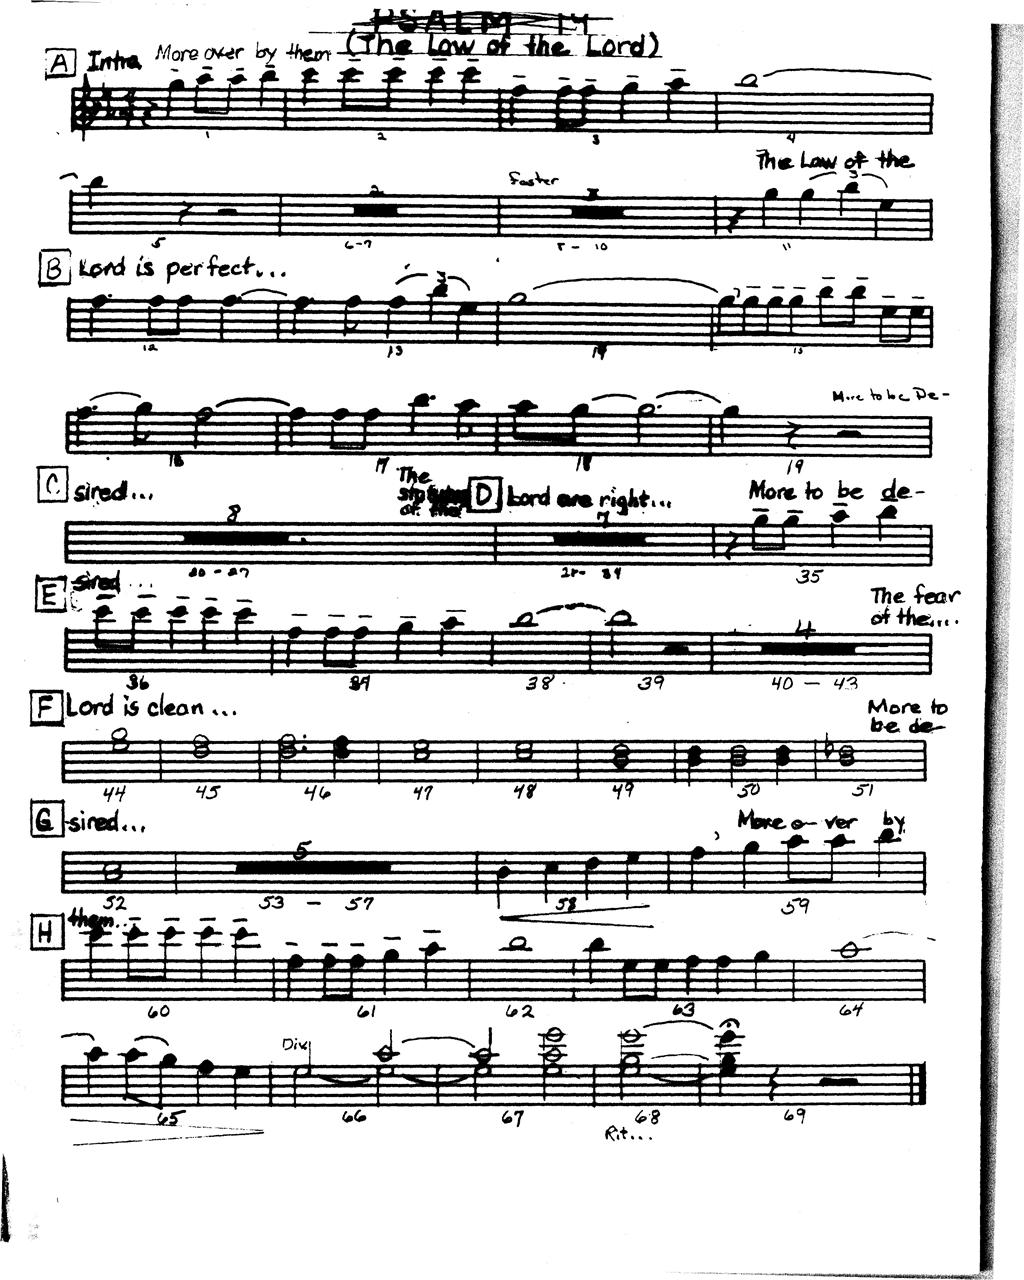 PSALM 19
(The Law of the Lord)
A Intro Moreover by them
1 2 3 4
The Law of the
Faster
2 3 3
5 6-7 8 - 10 11
B Lord is perfect...
3
12 13 14 15
More to be De-
16 17 18 19
C sired... The
of the D Lord are right... More to be de-
8 7
20 - 27 28 - 34 35
E sired ... The fear
of the....
4
36 37 38 39 40 - 43
F Lord is clean ... More to
be de-
44 45 46 47 48 49 50 51
G sired... More o- ver by
5
52 53 - 57 58 59
H them...
60 61 62 63 64
Div.
65 66 67 68 69
Rit...